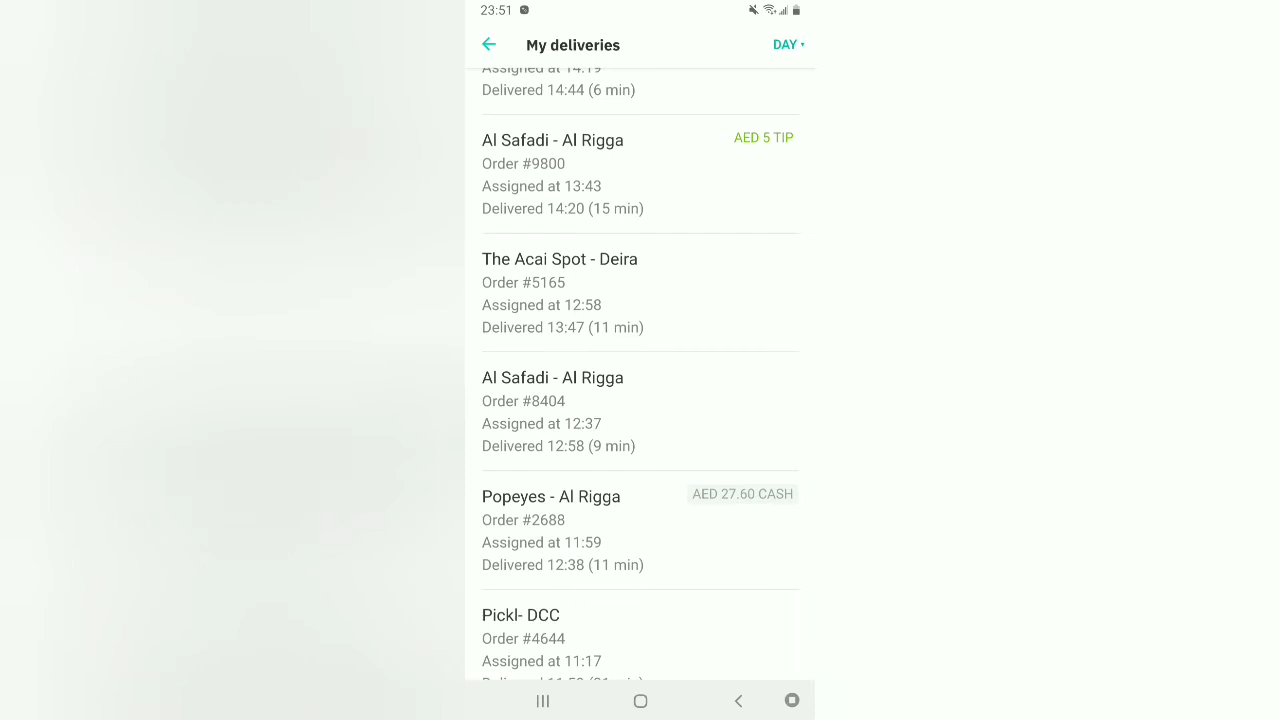 23:51
My deliveries
DAY
Assigned at 14:19
Delivered 14:44 (6 min)
Al Safadi - Al Rigga
AED 5 TIP
Order #9800
Assigned at 13:43
Delivered 14:20 (15 min)
The Acai Spot - Deira
Order #5165
Assigned at 12:58
Delivered 13:47 (11 min)
Al Safadi - Al Rigga
Order #8404
Assigned at 12:37
Delivered 12:58 (9 min)
Popeyes - Al Rigga
AED 27.60 CASH
Order #2688
Assigned at 11:59
Delivered 12:38 (11 min)
Pickl- DCC
Order #4644
Assigned at 11:17